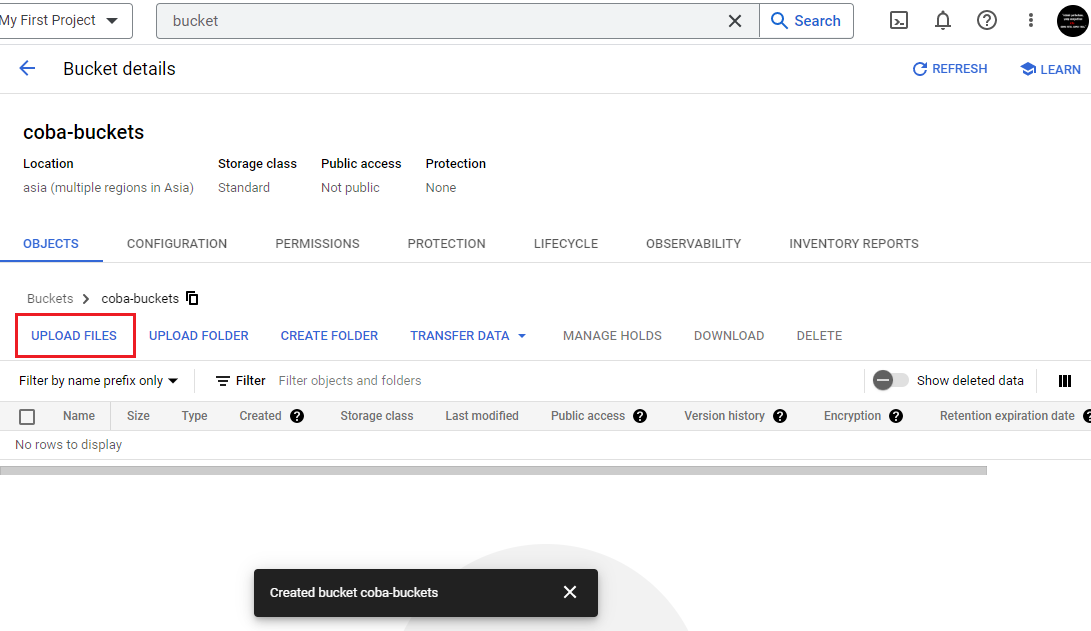 My First Project
bucket
Search
Bucket details
REFRESH
LEARN
coba-buckets
Location Storage class Public access Protection
asia (multiple regions in Asia) Standard Not public None
OBJECTS CONFIGURATION PERMISSIONS PROTECTION LIFECYCLE OBSERVABILITY INVENTORY REPORTS
Buckets > coba-buckets
UPLOAD FILES UPLOAD FOLDER CREATE FOLDER TRANSFER DATA MANAGE HOLDS DOWNLOAD DELETE
Filter by name prefix only Filter Filter objects and folders Show deleted data
Name Size Type Created Storage class Last modified Public access Version history Encryption Retention expiration date
No rows to display
Created bucket coba-buckets